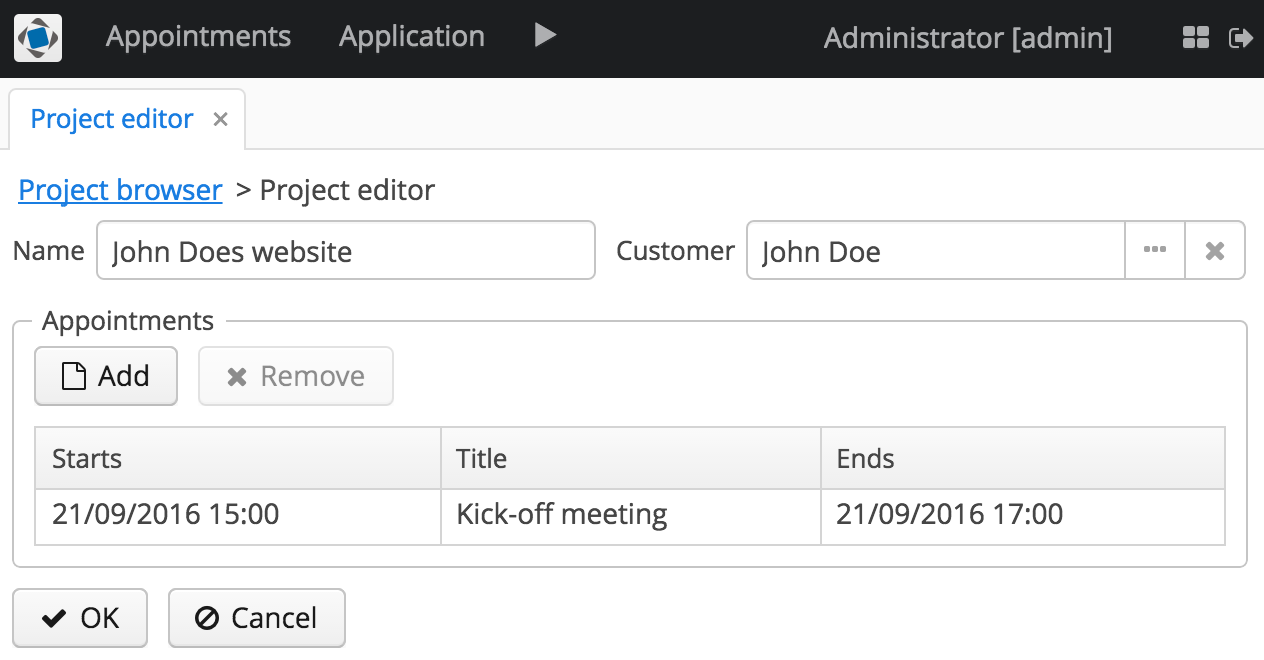 Appointments Application Administrator [admin]
Project editor ×
Project browser > Project editor
Name John Does website Customer John Doe
Appointments
Add Remove
Starts Title Ends
21/09/2016 15:00 Kick-off meeting 21/09/2016 17:00
OK Cancel